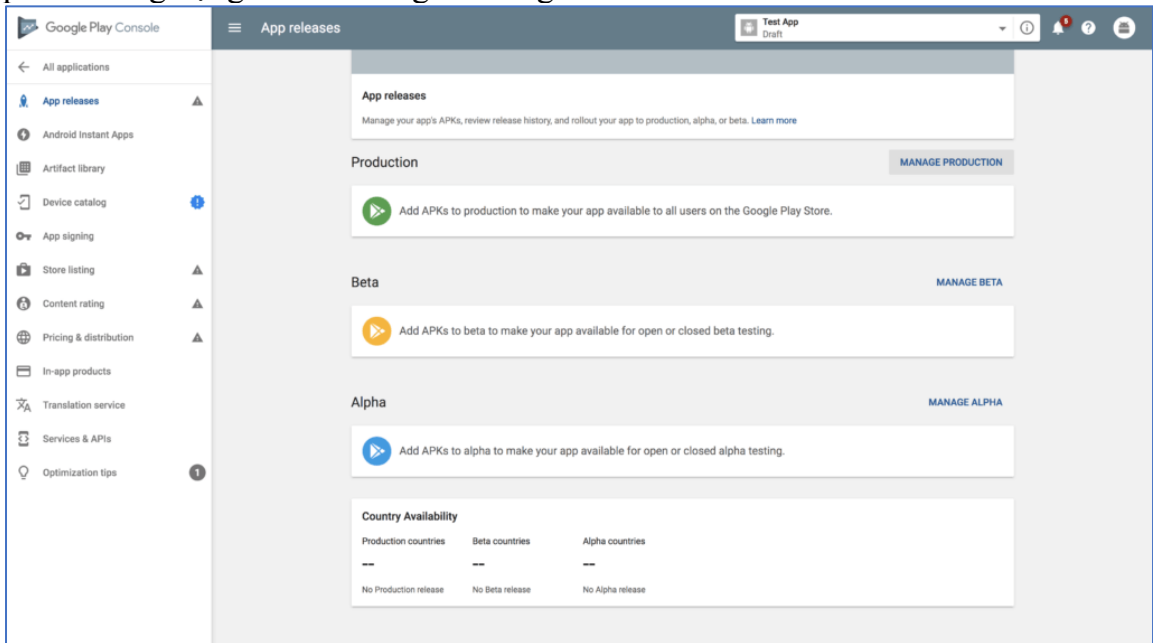 Google Play Console
App releases
Test App
Draft
8
All applications
App releases
Android Instant Apps
Artifact library
Device catalog
App signing
Store listing
Content rating
Pricing & distribution
In-app products
Translation service
Services & APIs
Optimization tips
1
App releases
Manage your app's APKs, review release history, and rollout your app to production, alpha, or beta. Learn more
Production
MANAGE PRODUCTION
Add APKs to production to make your app available to all users on the Google Play Store.
Beta
MANAGE BETA
Add APKs to beta to make your app available for open or closed beta testing.
Alpha
MANAGE ALPHA
Add APKs to alpha to make your app available for open or closed alpha testing.
Country Availability
Production countries Beta countries Alpha countries
-- -- --
No Production release No Beta release No Alpha release